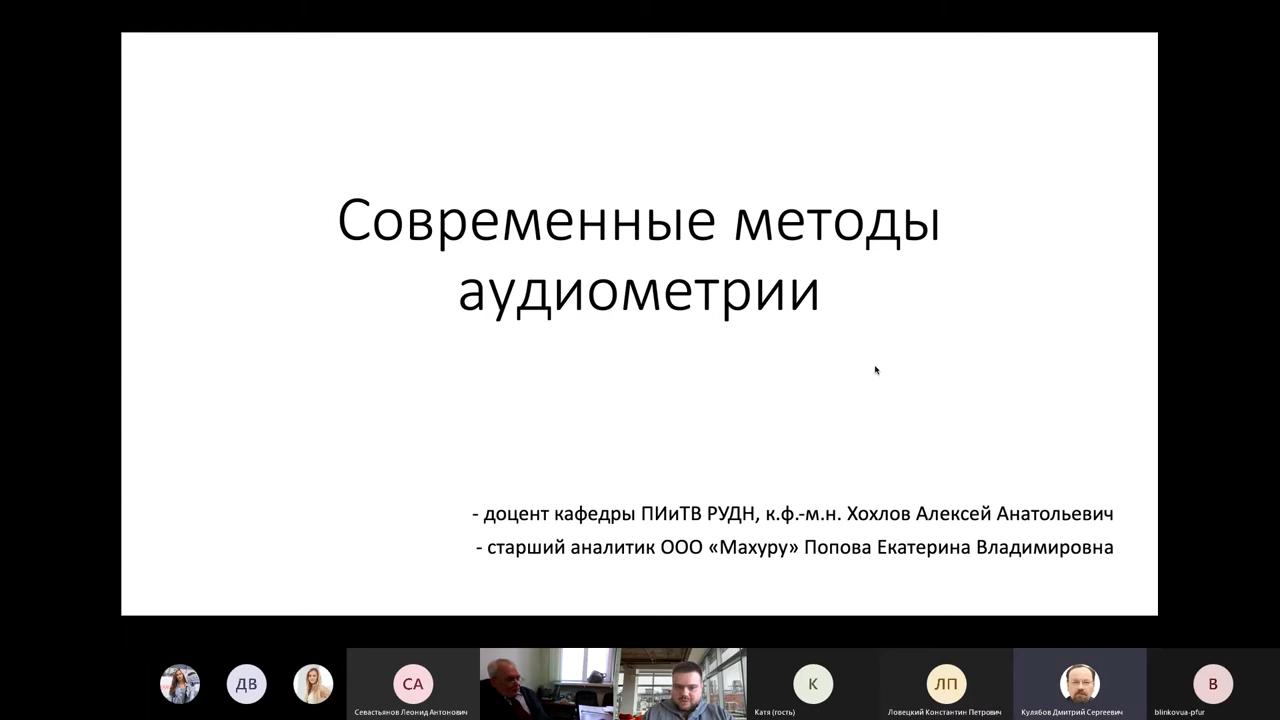 Современные методы
аудиометрии
- доцент кафедры ПИиТВ РУДН, к.ф.-м.н. Хохлов Алексей Анатольевич
- старший аналитик ООО «Махуру» Попова Екатерина Владимировна
ДВ
СА
К
ЛП
В
Севастьянов Леонид Антонович
Катя (гость)
Ловецкий Константин Петрович
Кулябов Дмитрий Сергеевич
blinkovua-pfur